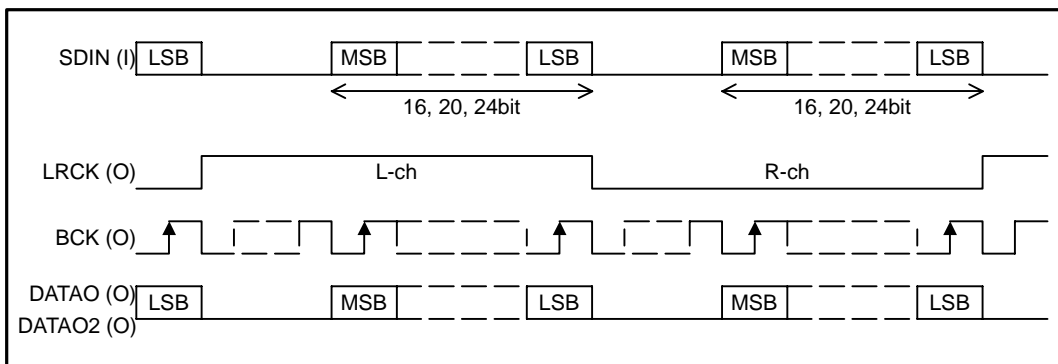 SDIN (I) LSB MSB LSB MSB LSB
16, 20, 24bit 16, 20, 24bit
LRCK (O) L-ch R-ch
BCK (O)
DATAO (O) LSB MSB LSB MSB LSB
DATAO2 (O)